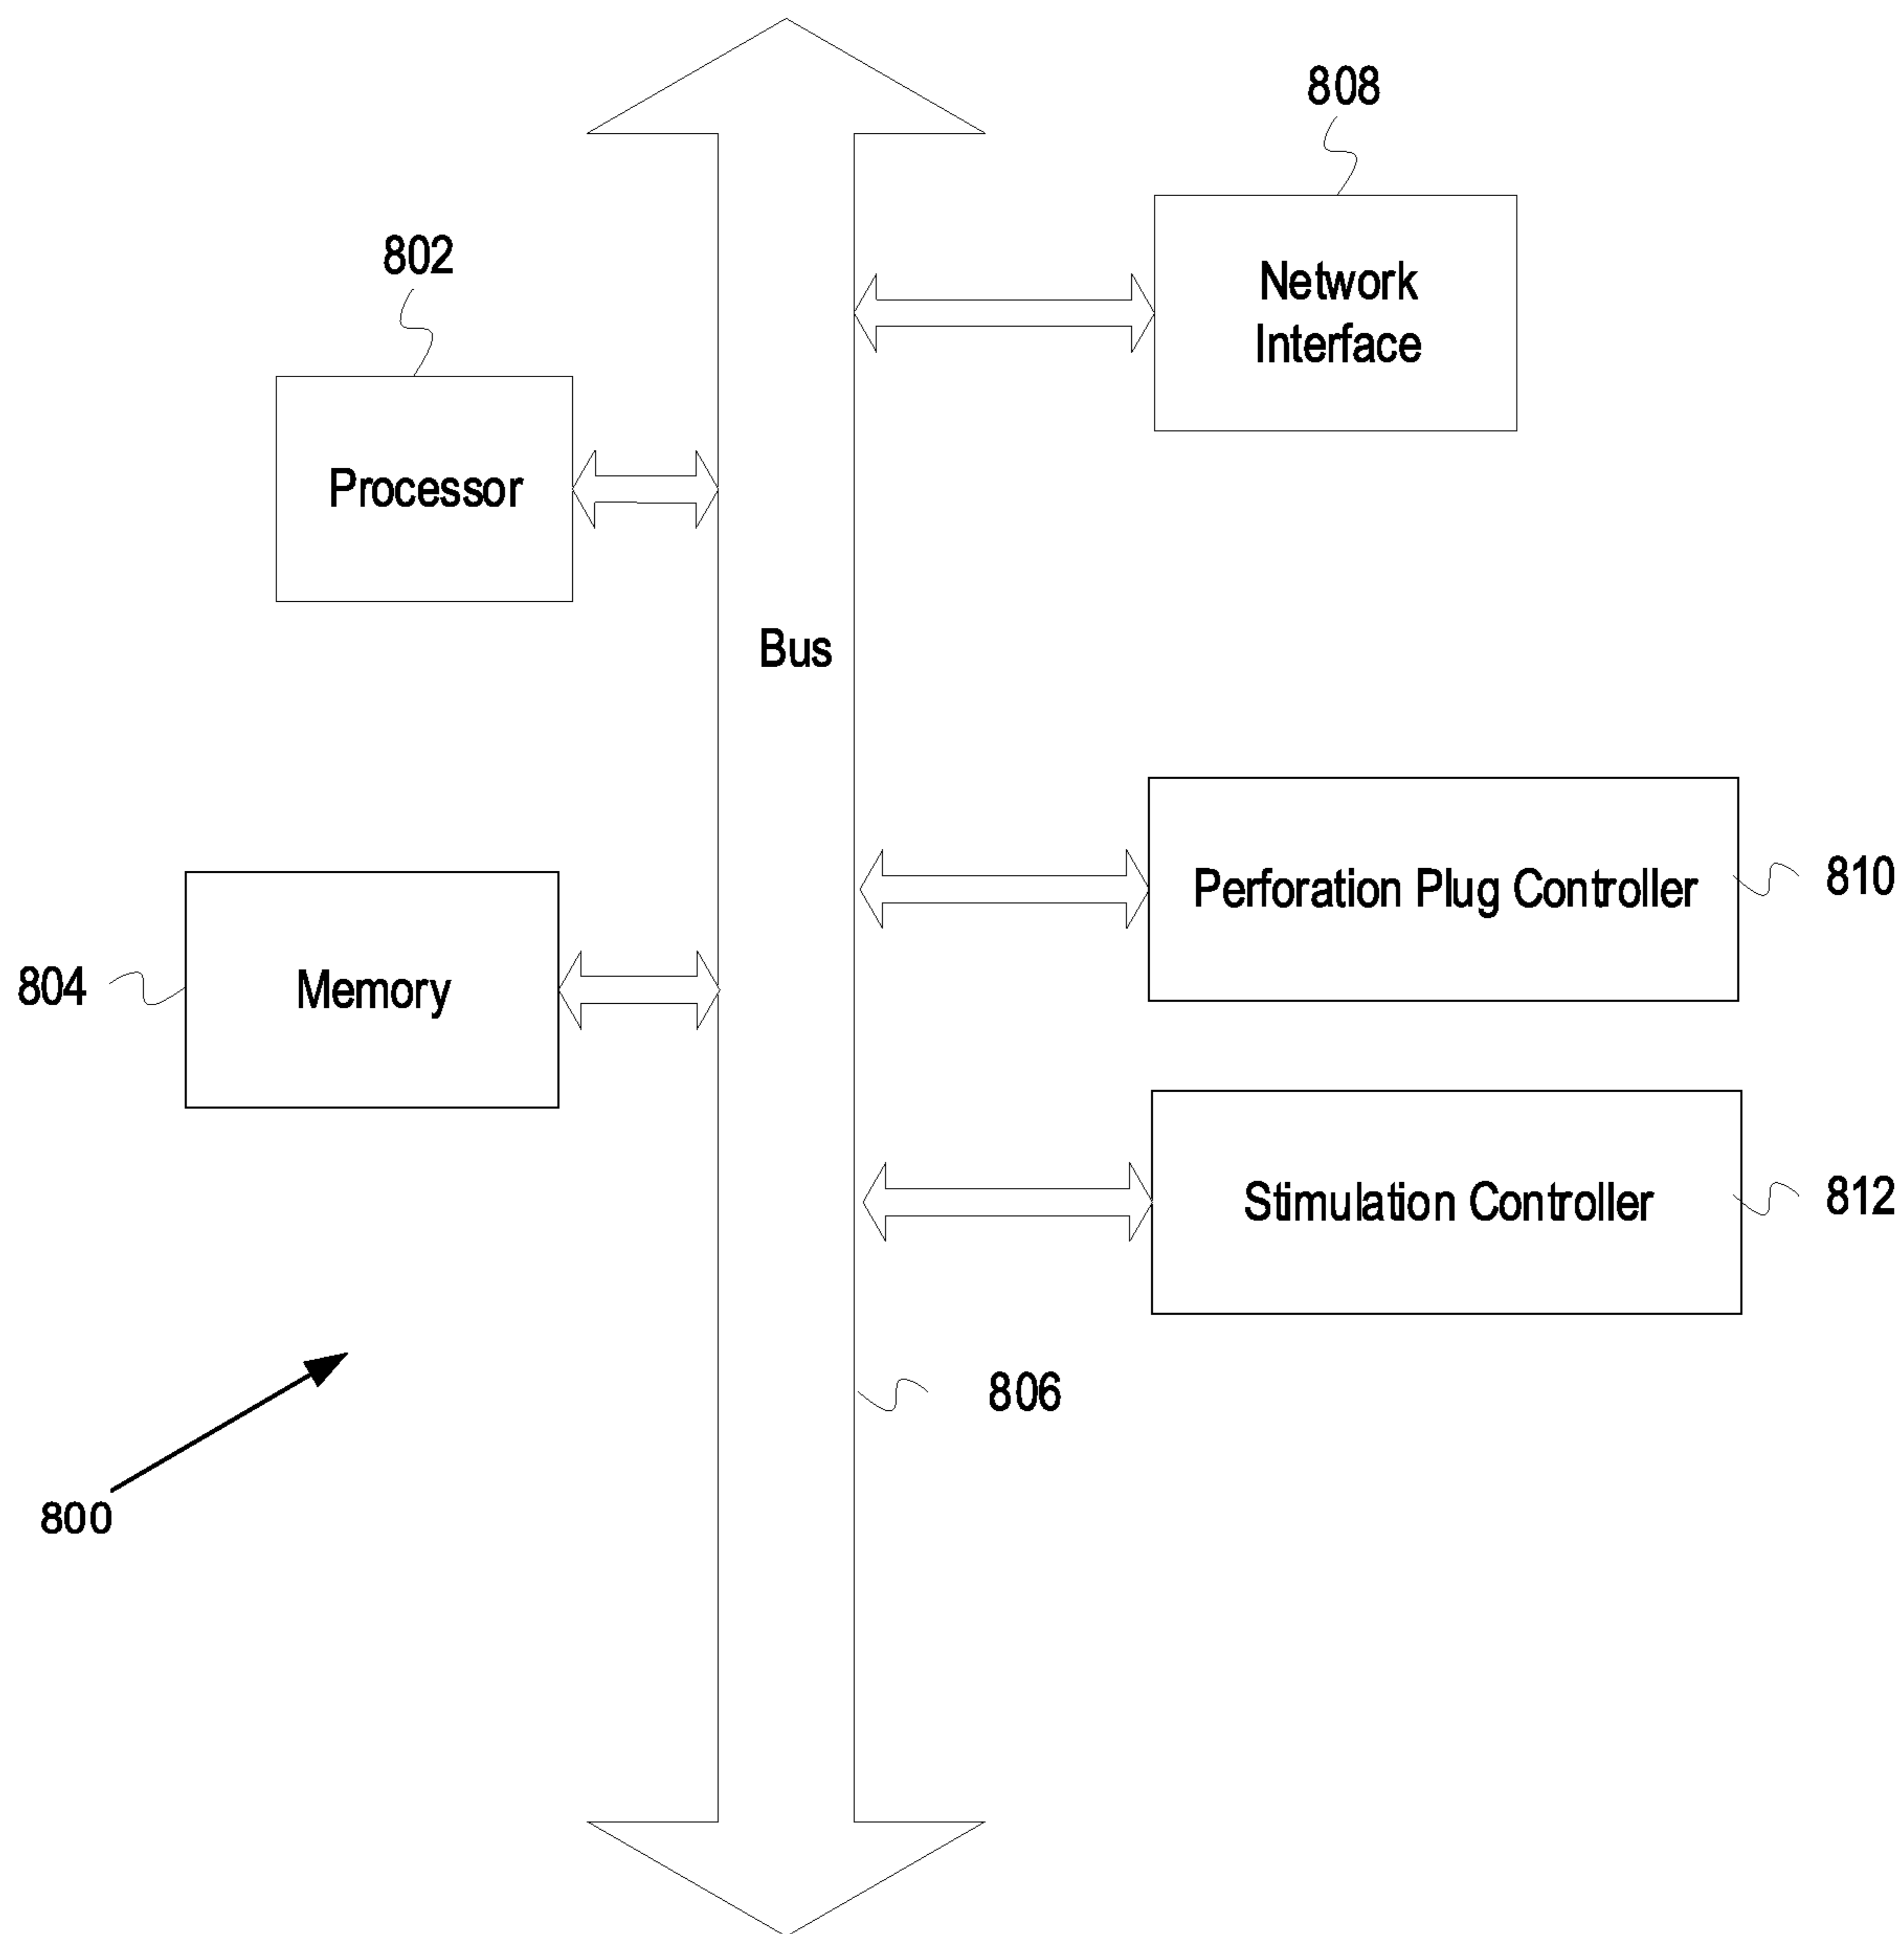 808
802
Network
Interface
Processor
Bus
Perforation Plug Controller
810
804
Memory
Stimulation Controller
812
806
800